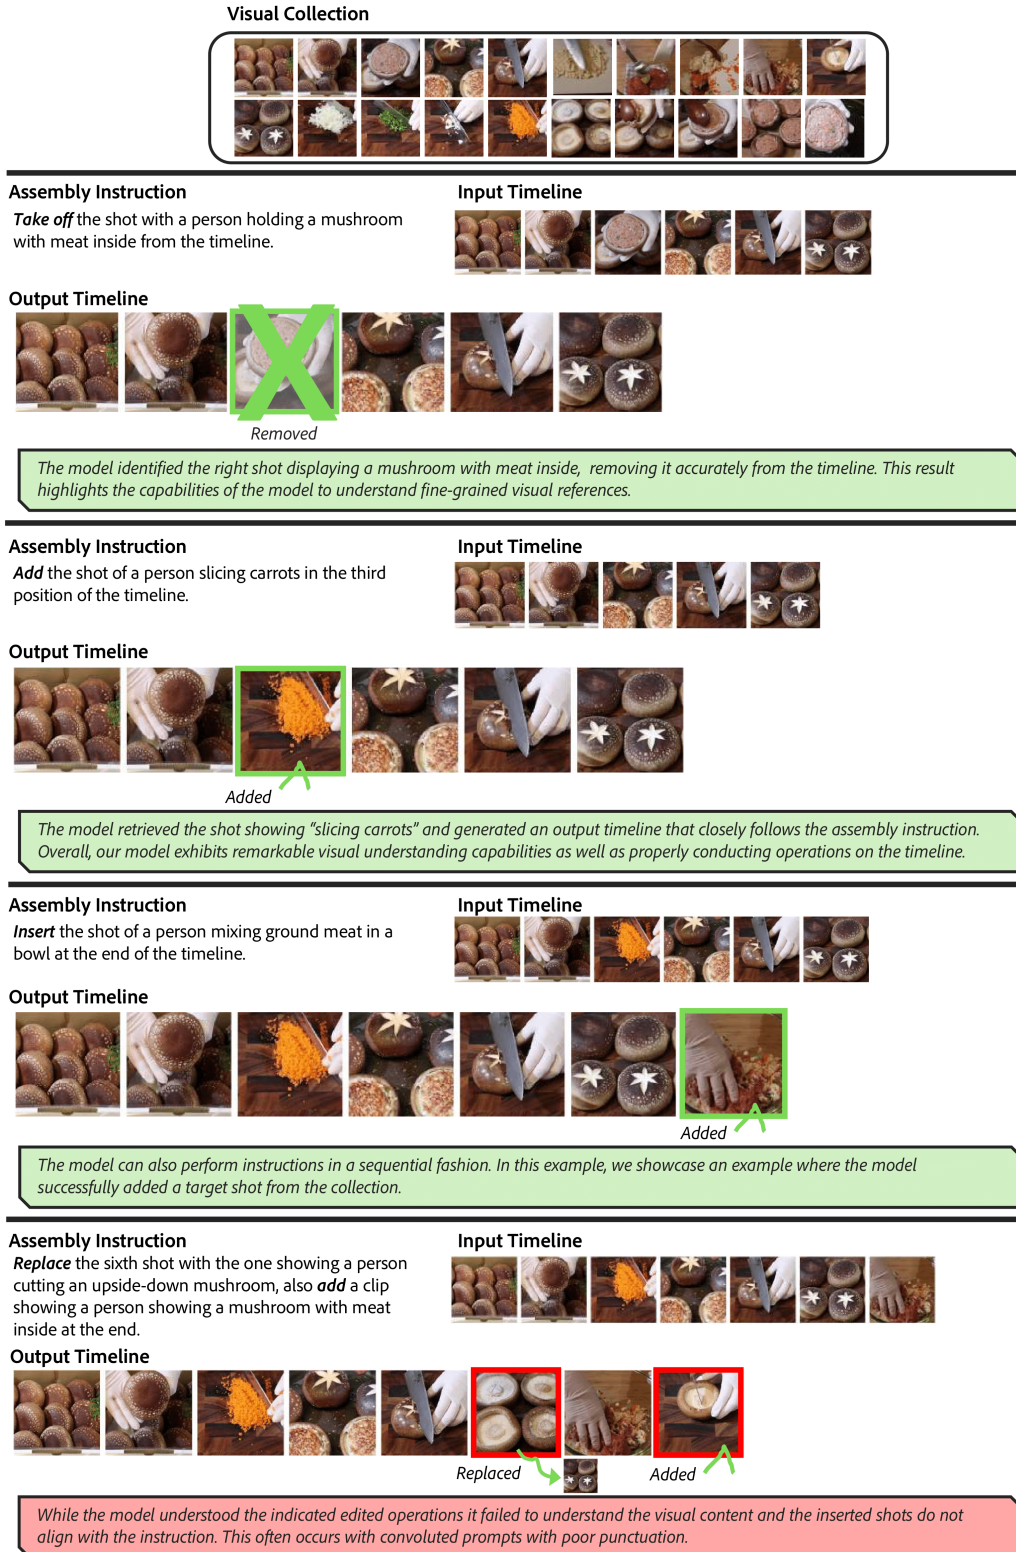 Visual Collection
Assembly Instruction
Take off the shot with a person holding a mushroom
with meat inside from the timeline.
Input Timeline
Output Timeline
X
Removed
The model identified the right shot displaying a mushroom with meat inside, removing it accurately from the timeline. This result
highlights the capabilities of the model to understand fine-grained visual references.
Assembly Instruction
Add the shot of a person slicing carrots in the third
position of the timeline.
Input Timeline
Output Timeline
Added
The model retrieved the shot showing “slicing carrots” and generated an output timeline that closely follows the assembly instruction.
Overall, our model exhibits remarkable visual understanding capabilities as well as properly conducting operations on the timeline.
Assembly Instruction
Insert the shot of a person mixing ground meat in a
bowl at the end of the timeline.
Input Timeline
Output Timeline
Added
The model can also perform instructions in a sequential fashion. In this example, we showcase an example where the model
successfully added a target shot from the collection.
Assembly Instruction
Replace the sixth shot with the one showing a person
cutting an upside-down mushroom, also add a clip
showing a person showing a mushroom with meat
inside at the end.
Input Timeline
Output Timeline
Replaced
Added
While the model understood the indicated edited operations it failed to understand the visual content and the inserted shots do not
align with the instruction. This often occurs with convoluted prompts with poor punctuation.